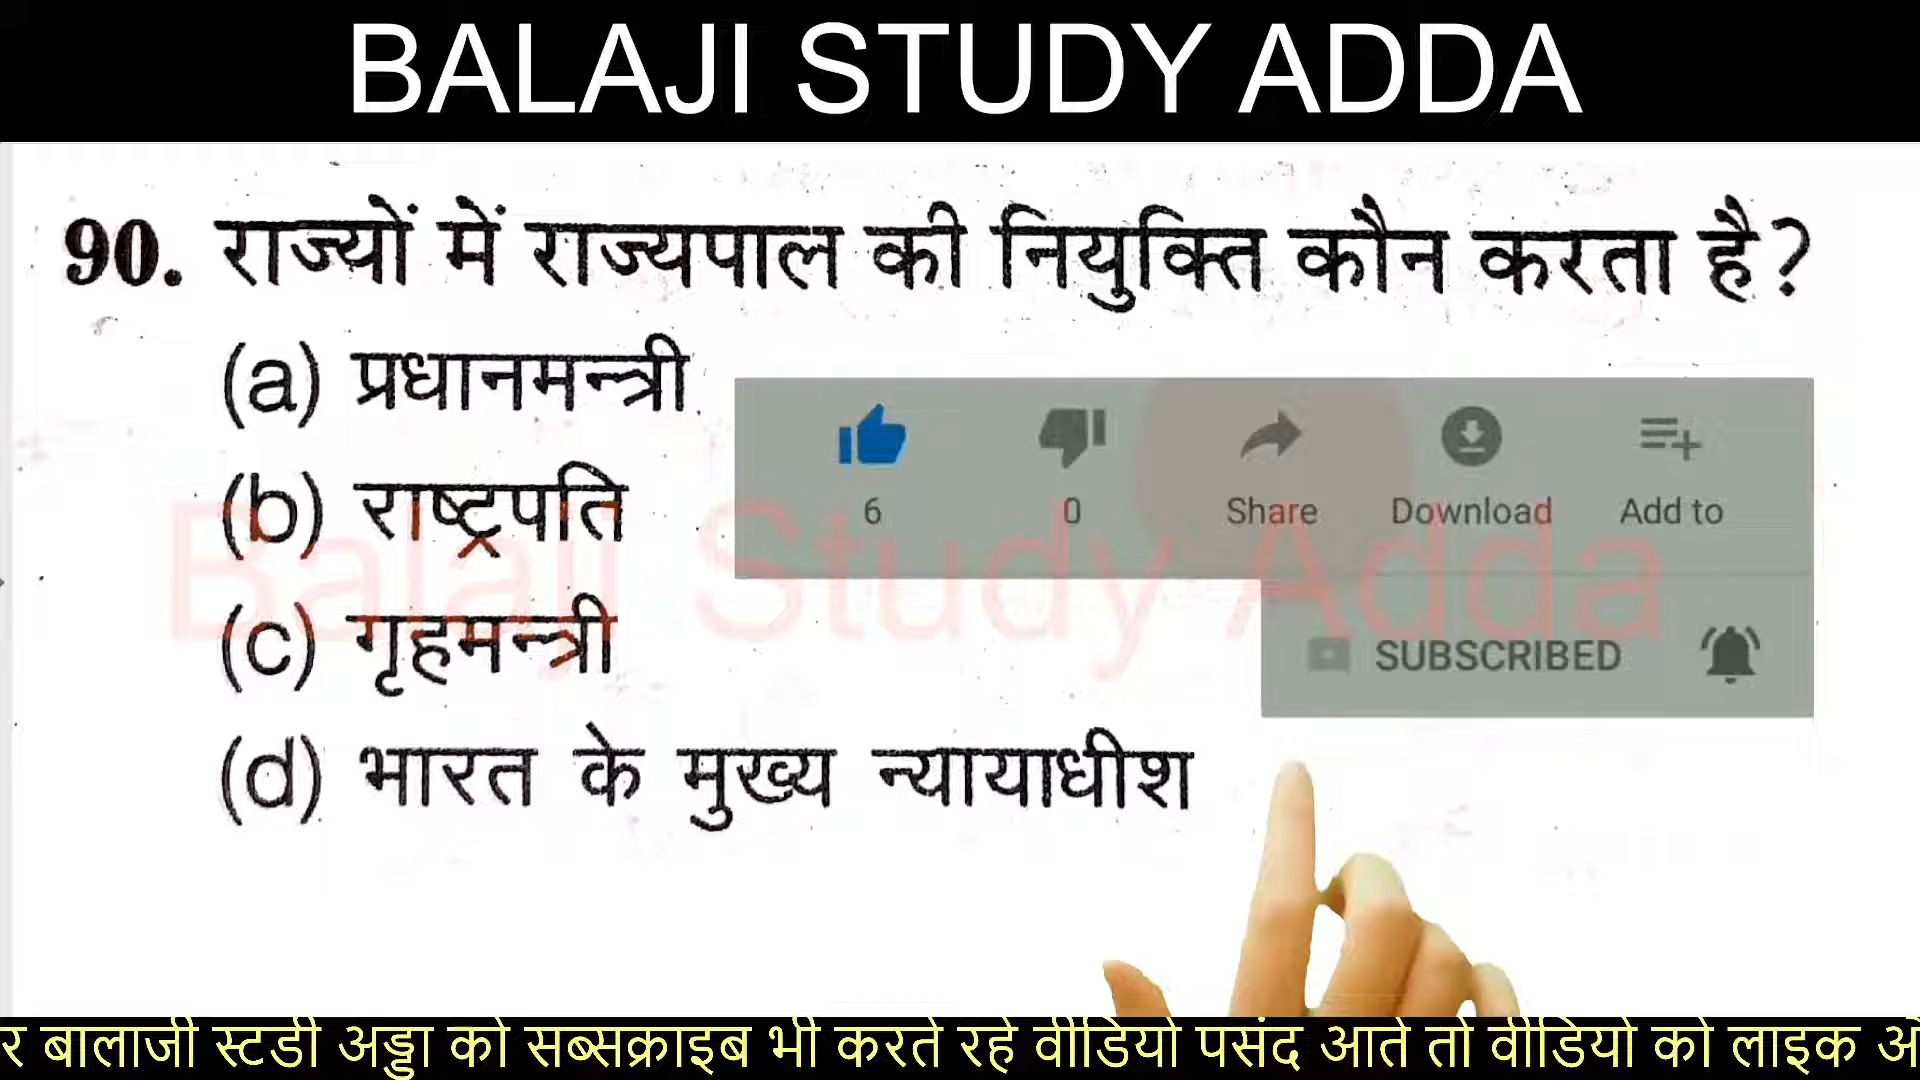 BALAJI STUDY ADDA
90. राज्यों में राज्यपाल की नियुक्ति कौन करता है?
(a) प्रधानमन्त्री
(b) राष्ट्रपति
(c) गृहमन्त्री
(d) भारत के मुख्य न्यायाधीश
6 0 Share Download Add to
SUBSCRIBED
Balaji Study Adda
र बालाजी स्टडी अड्डा को सब्सक्राइब भी करते रहे वीडियो पसंद आते तो वीडियो को लाइक